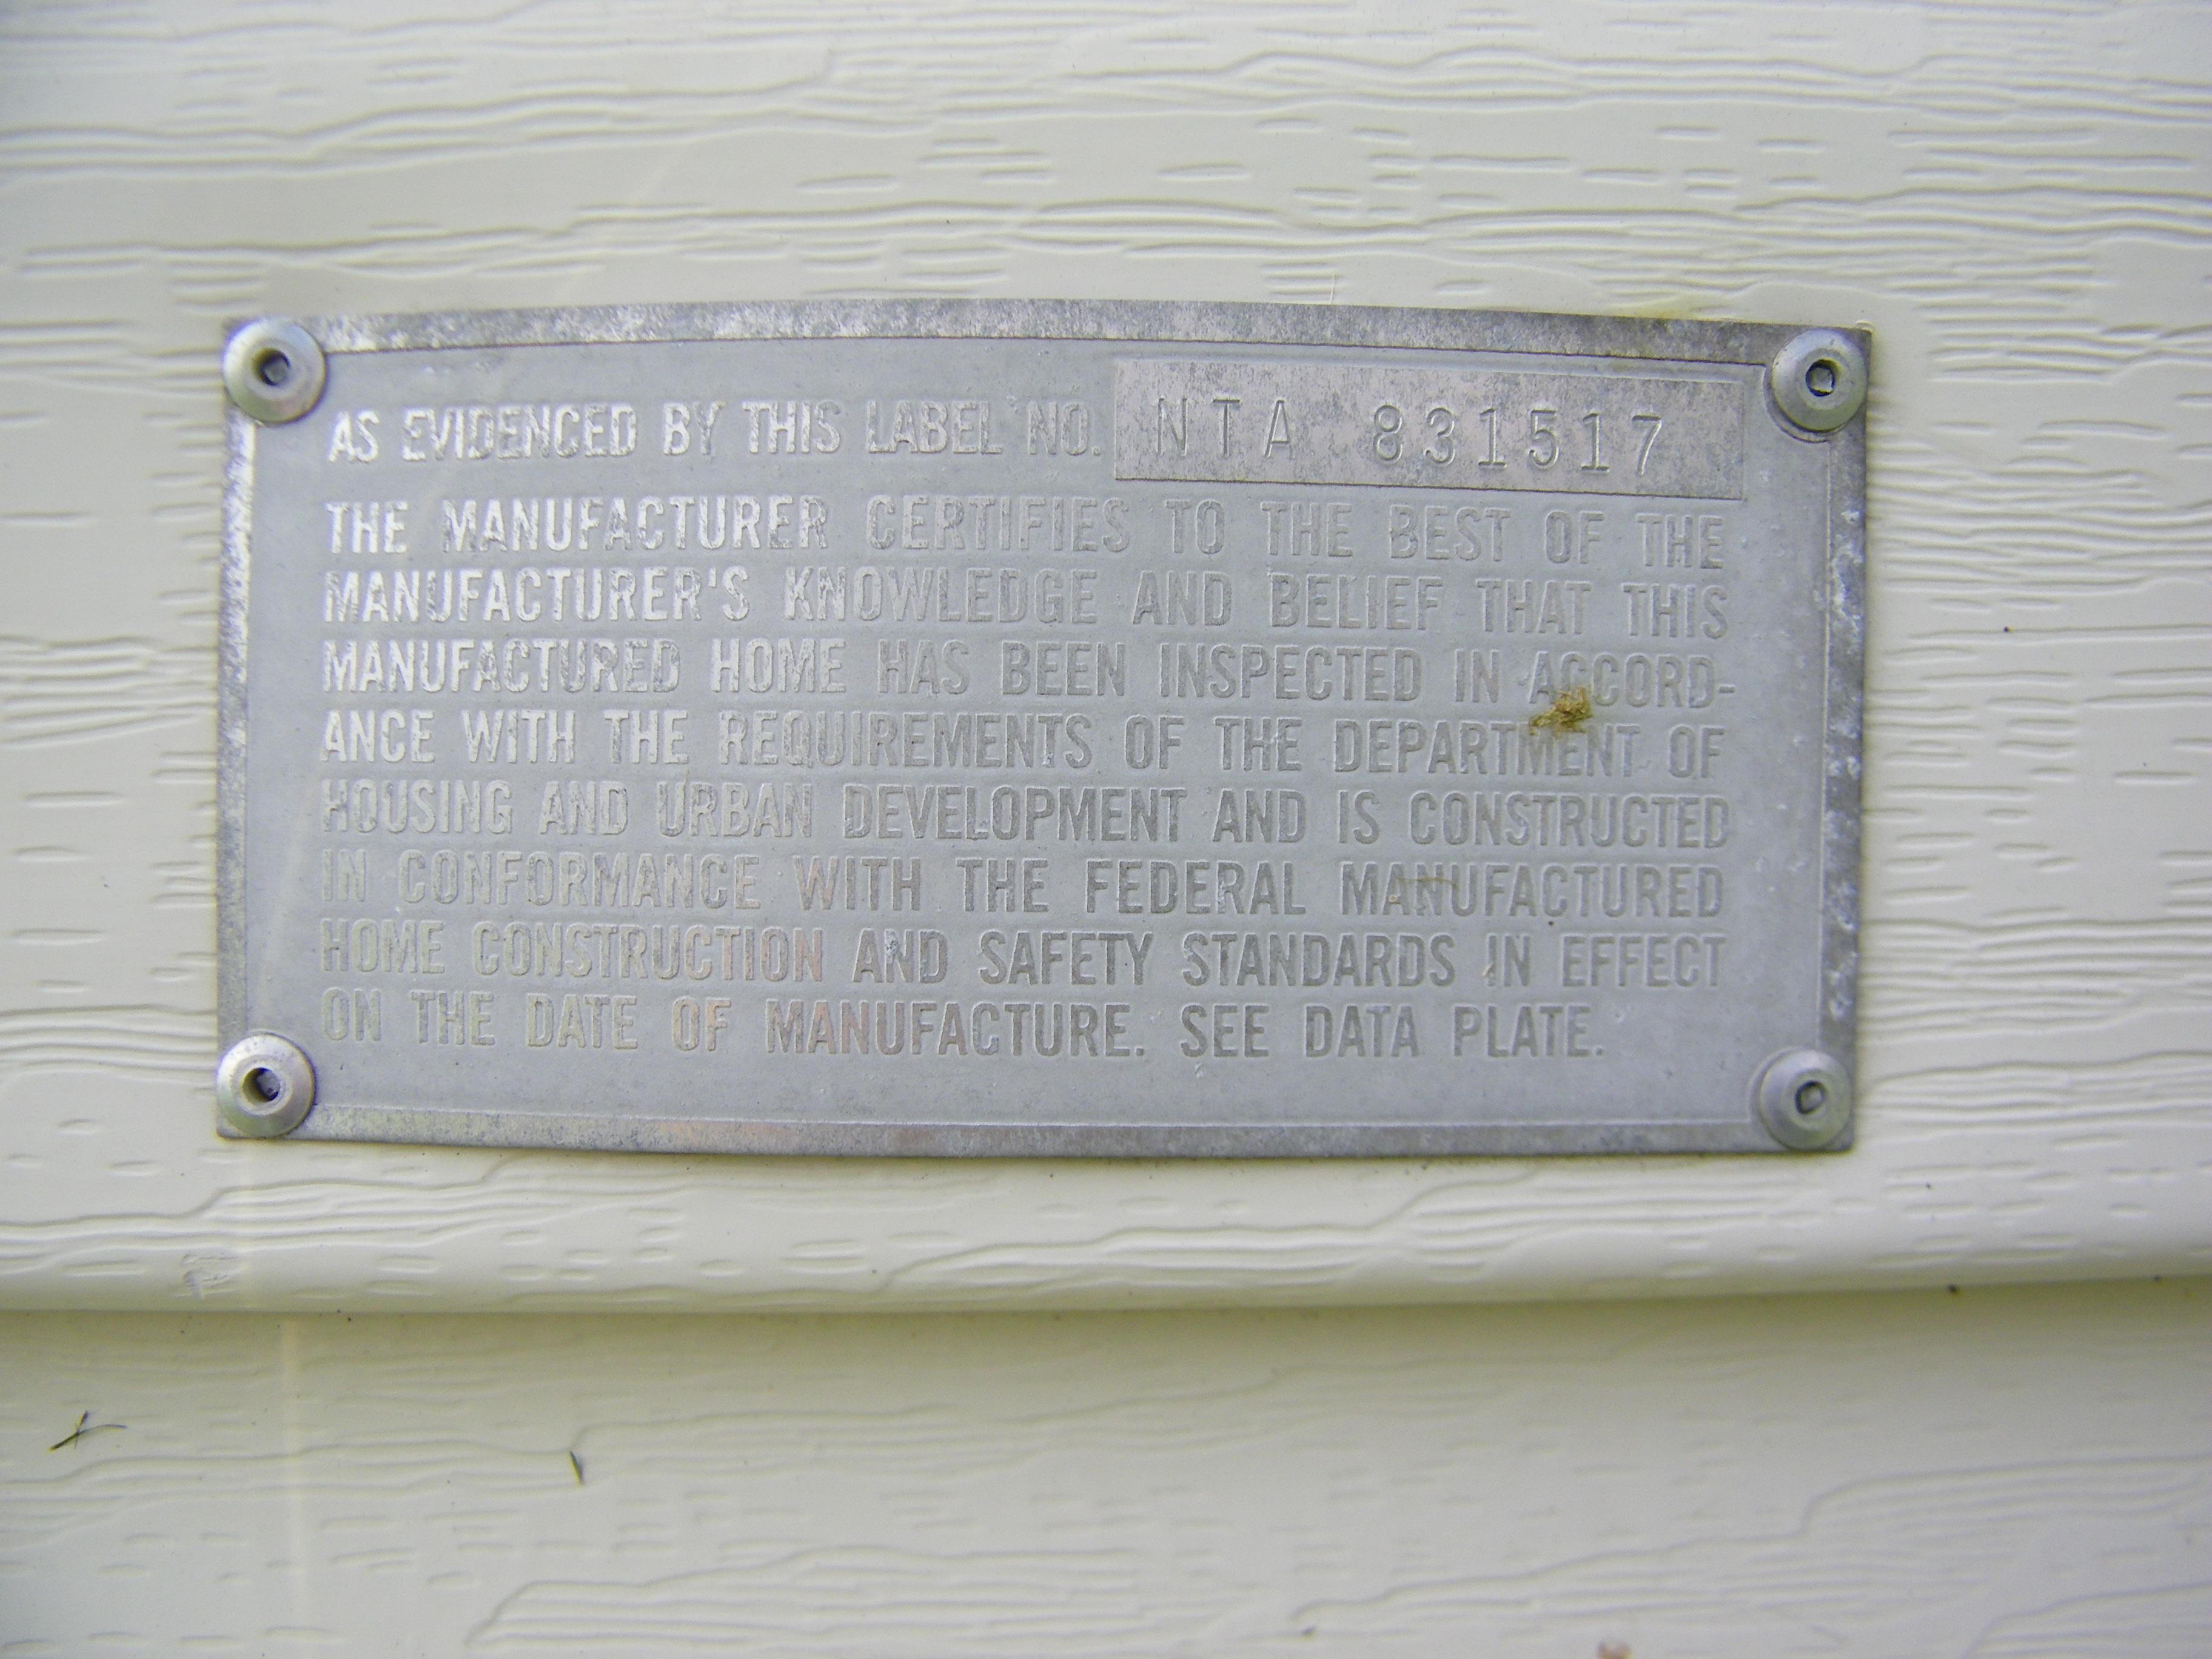 AS EVIDENCED BY THIS LABEL NO. NTA 831517
THE MANUFACTURER CERTIFIES TO THE BEST OF THE
MANUFACTURER'S KNOWLEDGE AND BELIEF THAT THIS
MANUFACTURED HOME HAS BEEN INSPECTED IN ACCORD-
ANCE WITH THE REQUIREMENTS OF THE DEPARTMENT OF
HOUSING AND URBAN DEVELOPMENT AND IS CONSTRUCTED
IN CONFORMANCE WITH THE FEDERAL MANUFACTURED
HOME CONSTRUCTION AND SAFETY STANDARDS IN EFFECT
ON THE DATE OF MANUFACTURE. SEE DATA PLATE.